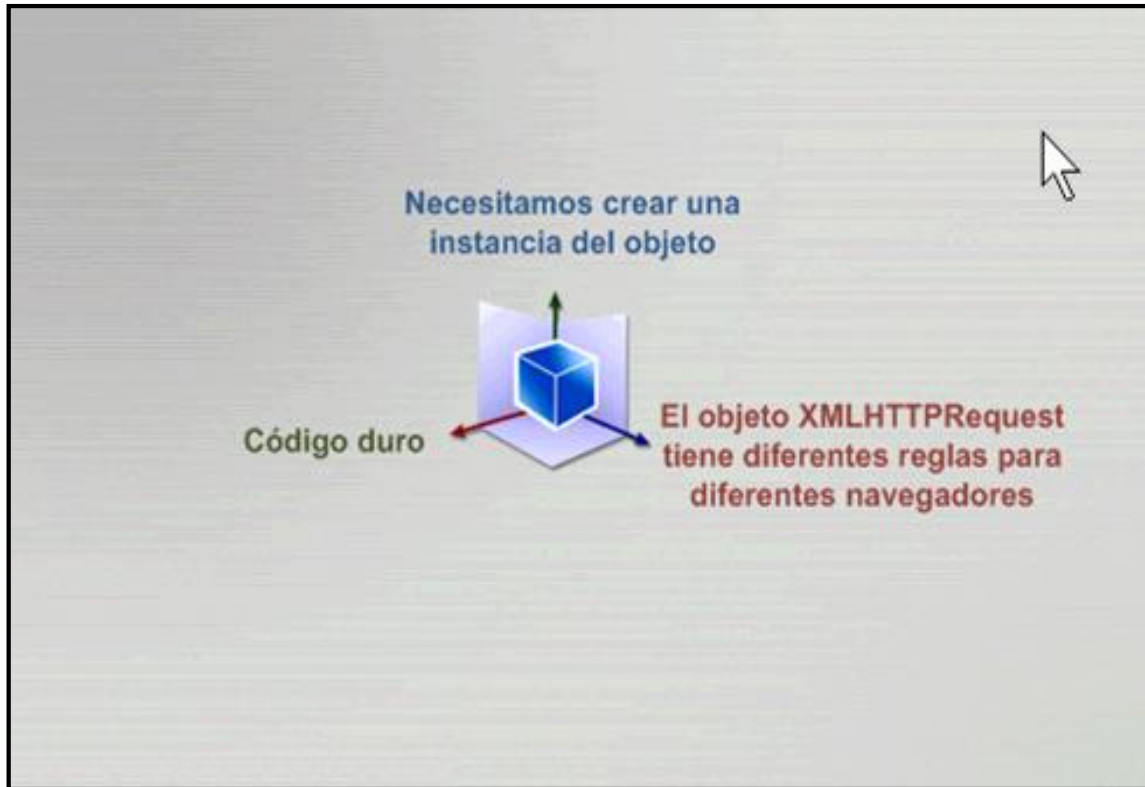 Necesitamos crear una
instancia del objeto
Código duro
El objeto XMLHTTPRequest
tiene diferentes reglas para
diferentes navegadores